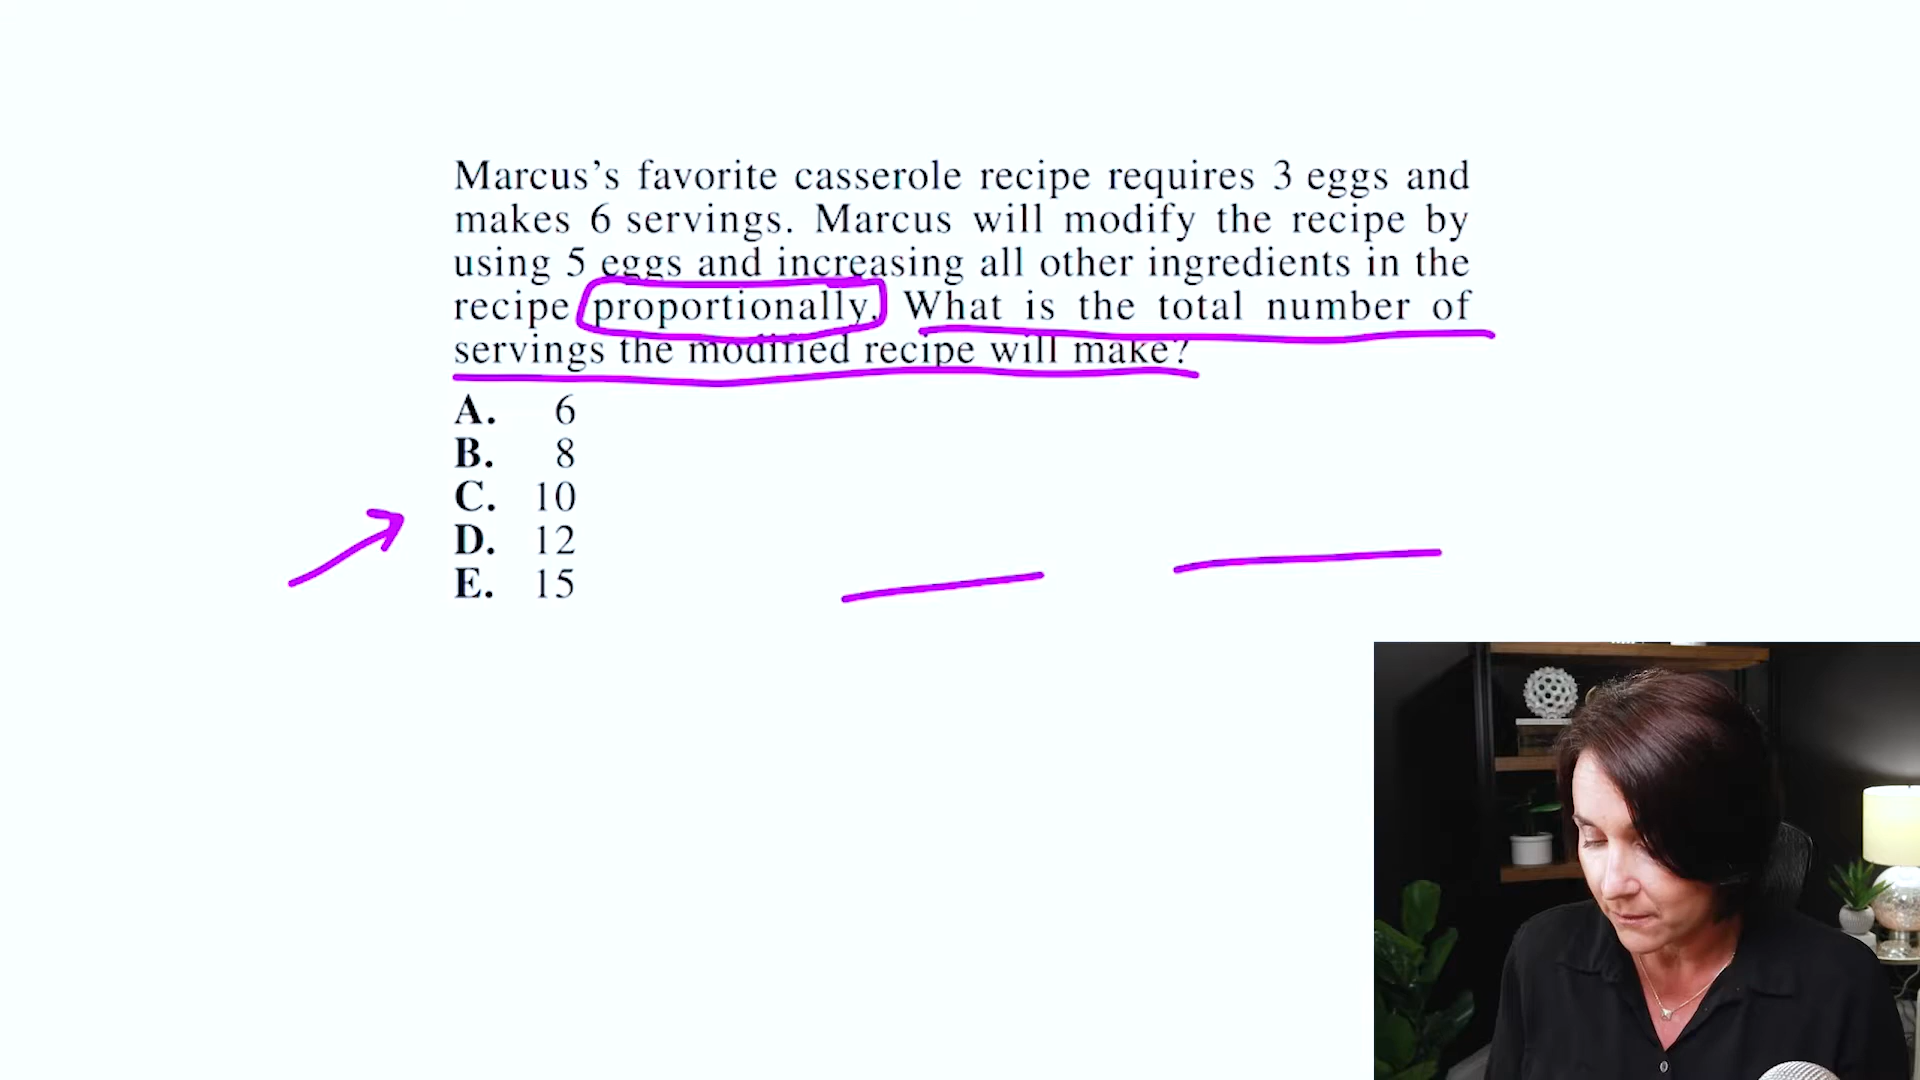 Marcus’s favorite casserole recipe requires 3 eggs and
makes 6 servings. Marcus will modify the recipe by
using 5 eggs and increasing all other ingredients in the
recipe proportionally. What is the total number of
servings the modified recipe will make?
A. 6
B. 8
C. 10
D. 12
E. 15